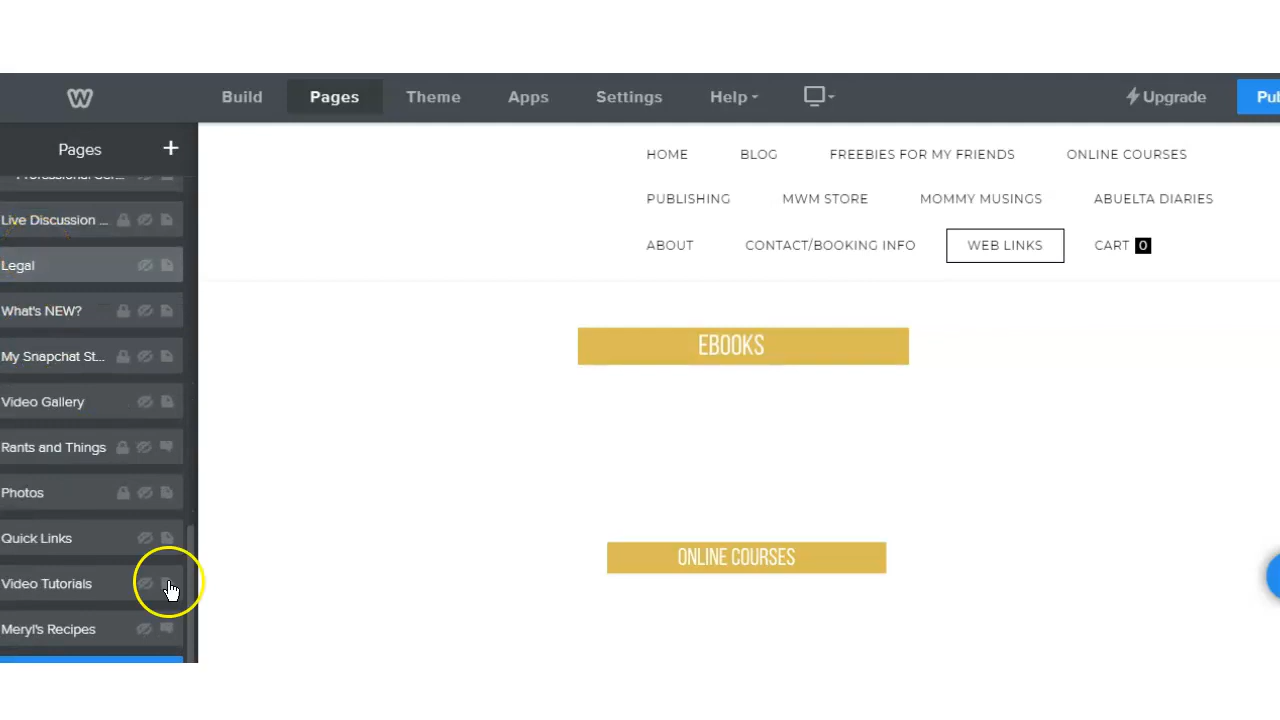 Build Pages Theme Apps Settings Help Upgrade
Pages +
HOME BLOG FREEBIES FOR MY FRIENDS ONLINE COURSES
PUBLISHING MWM STORE MOMMY MUSINGS ABUELTA DIARIES
ABOUT CONTACT/BOOKING INFO WEB LINKS CART 0
Live Discussion ...
Legal
What's NEW?
My Snapchat St...
Video Gallery
Rants and Things
Photos
Quick Links
Video Tutorials
Meryl's Recipes
EBOOKS
ONLINE COURSES